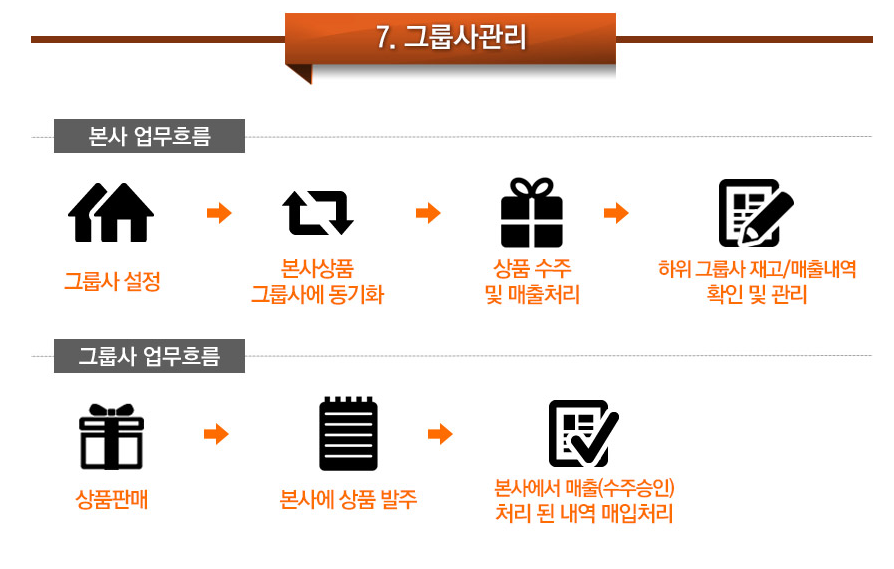 7. 그룹사관리
본사 업무흐름
그룹사 설정
본사상품
그룹사에 동기화
상품 수주
및 매출처리
하위 그룹사 재고/매출내역
확인 및 관리
그룹사 업무흐름
상품판매
본사에 상품 발주
본사에서 매출(수주승인)
처리 된 내역 매입처리